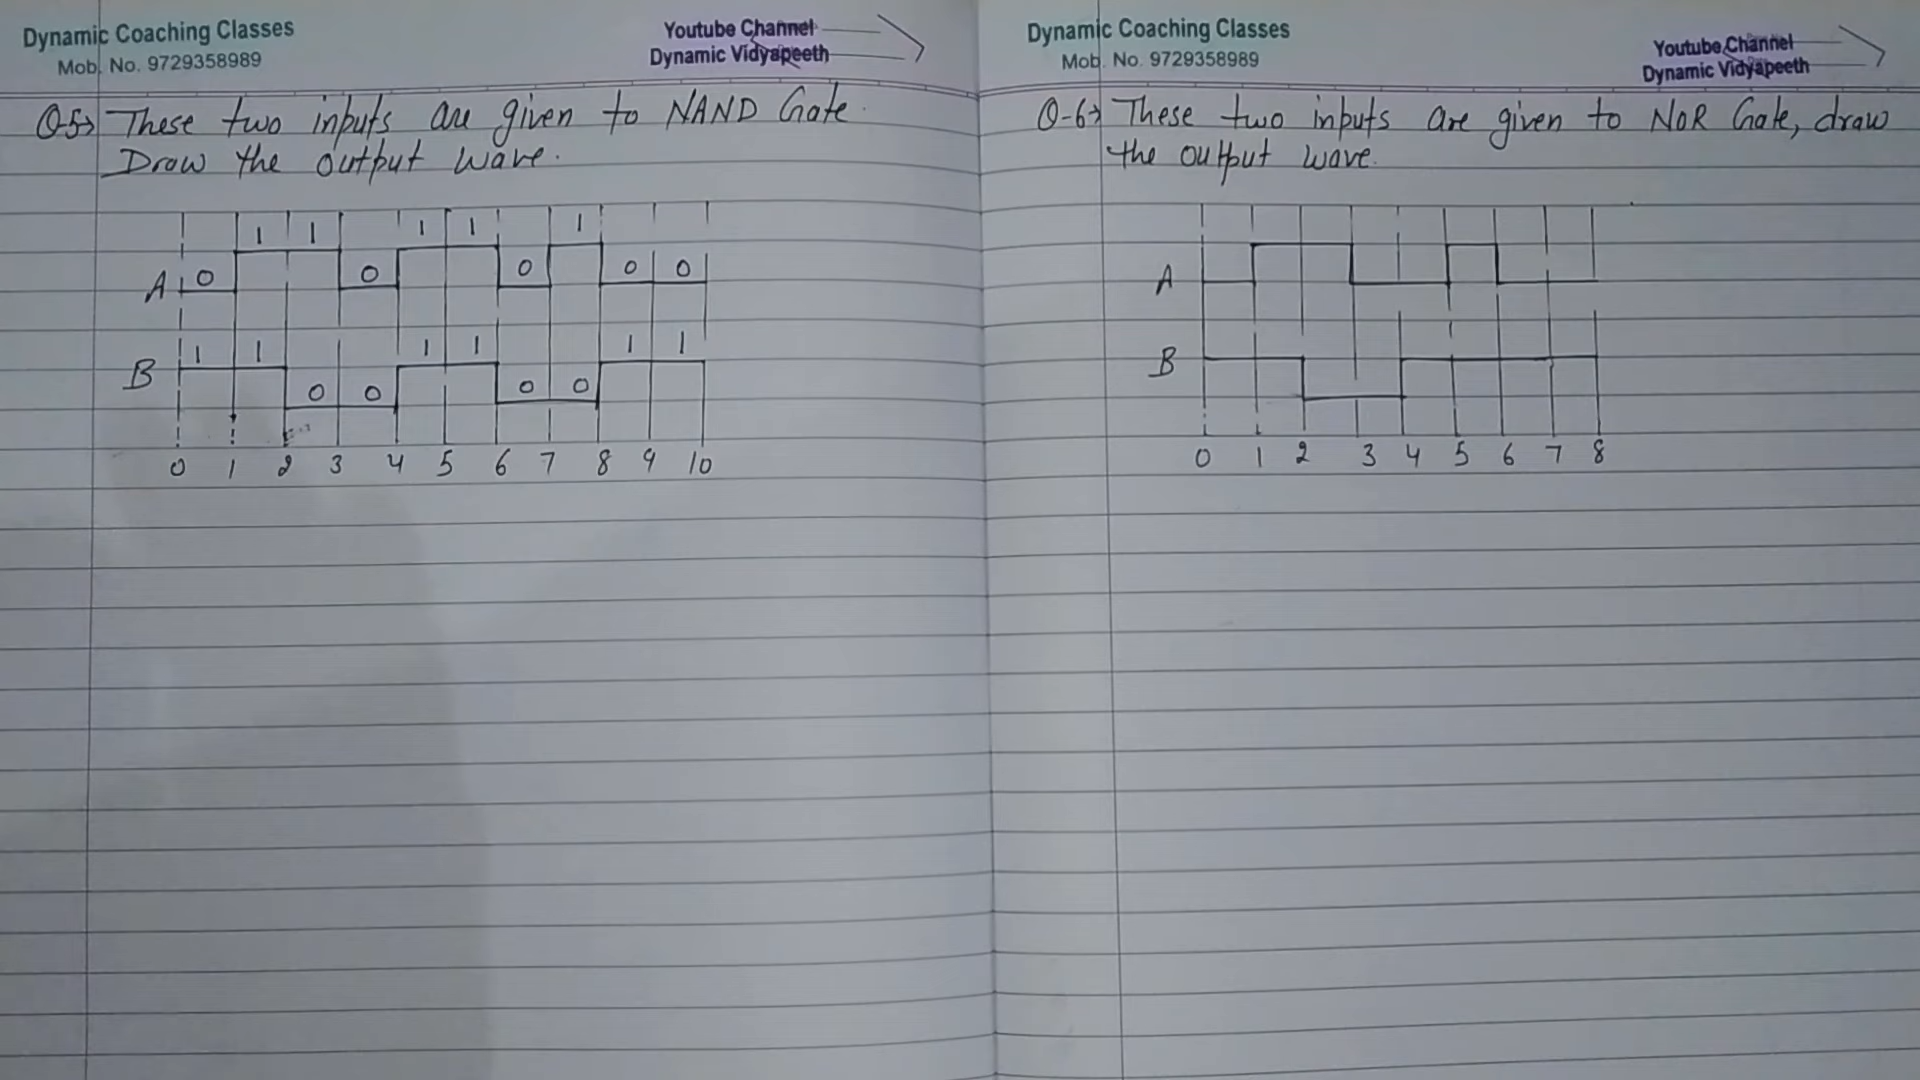 Dynamic Coaching Classes
Mob. No. 9729358989
Youtube Channel
Dynamic Vidyapeeth
Q-5> These two inputs are given to NAND Gate.
Draw the output wave.
1 1 1 1 1
A 0 0 0 0 0
1 1 1 1 1 1
B 0 0 0 0
0 1 2 3 4 5 6 7 8 9 10
Dynamic Coaching Classes
Mob. No. 9729358989
Youtube Channel
Dynamic Vidyapeeth
Q-6> These two inputs are given to NOR Gate, draw
the output wave.
A
B
0 1 2 3 4 5 6 7 8